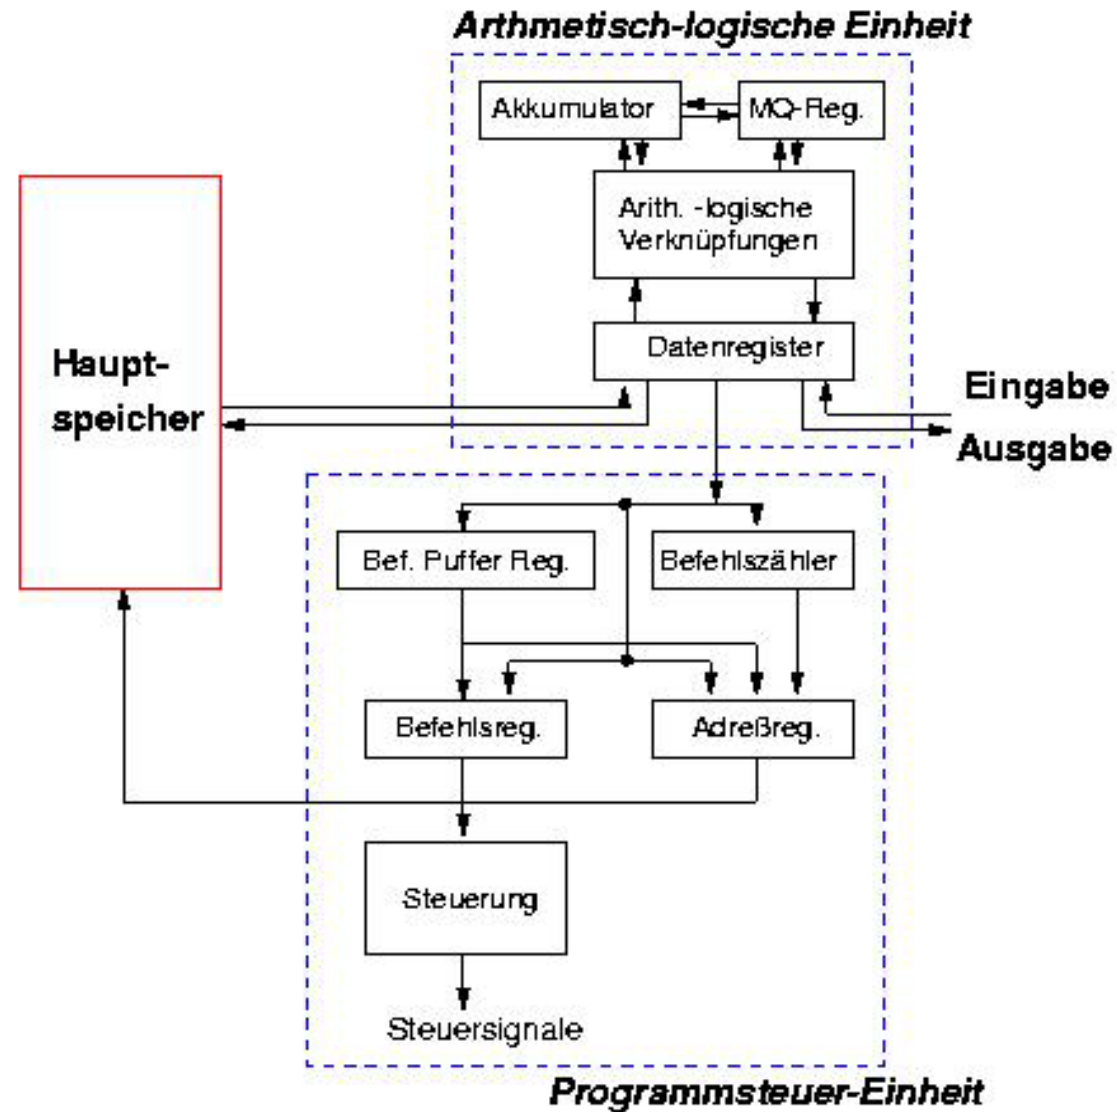 Arthmetisch-logische Einheit
Akkumulator
MQ-Reg.
Arith. -logische
Verknüpfungen
Datenregister
Haupt-
speicher
Eingabe
Ausgabe
Bef. Puffer Reg.
Befehlszähler
Befehlsreg.
Adreßreg.
Steuerung
Steuersignale
Programmsteuer-Einheit